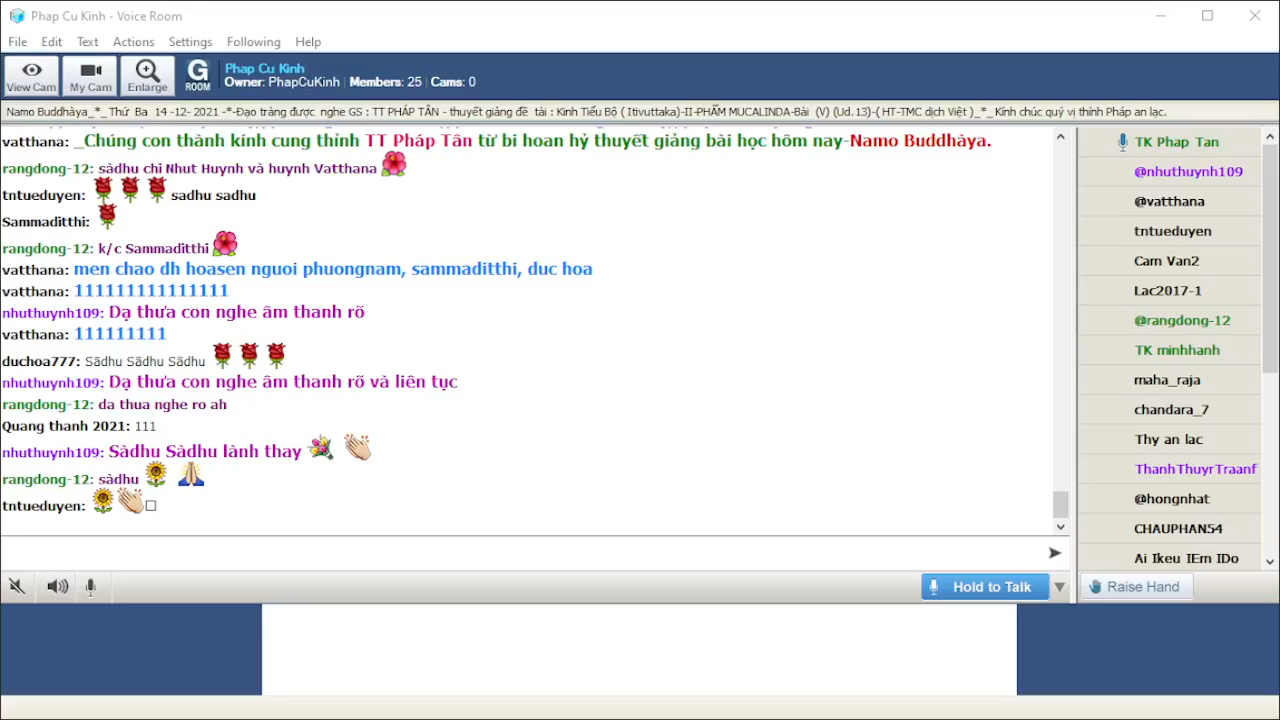 Phap Cu Kinh - Voice Room
File Edit Text Actions Settings Following Help
View Cam
My Cam
Enlarge
G
ROOM
Phap Cu Kinh
Owner: PhapCuKinh | Members: 25 | Cams: 0
Namo Buddhàya_*_ Thứ Ba 14 -12- 2021 -*-Đạo tràng được nghe GS : TT PHÁP TÂN - thuyết giảng đề tài : Kinh Tiểu Bộ ( Itivuttaka)-II-PHẨM MUCALINDA-Bài (V) (Ud.13)-( HT-TMC dịch Việt )_*_ Kính chúc quý vị thính Pháp an lạc.
vatthana: _Chúng con thành kính cung thỉnh TT Pháp Tân từ bi hoan hỷ thuyết giảng bài học hôm nay-Namo Buddhàya.
rangdong-12: sàdhu chi Nhut Huynh và huynh Vatthana
tntueduyen: sadhu sadhu
Sammaditthi:
rangdong-12: k/c Sammaditthi
vatthana: men chao dh hoasen nguoi phuongnam, sammaditthi, duc hoa
vatthana: 111111111111111
nhuthuynh109: Dạ thưa con nghe âm thanh rõ
vatthana: 111111111
duchoa777: Sādhu Sādhu Sādhu
nhuthuynh109: Dạ thưa con nghe âm thanh rõ và liên tục
rangdong-12: da thua nghe ro ah
Quang thanh 2021: 111
nhuthuynh109: Sàdhu Sàdhu lành thay
rangdong-12: sàdhu
tntueduyen:
TK Phap Tan
@nhuthuynh109
@vatthana
tntueduyen
Cam Van2
Lac2017-1
@rangdong-12
TK minhhanh
maha_raja
chandara_7
Thy an lac
ThanhThuyrTraanf
@hongnhat
CHAUPHAN54
Ai Ikeu IEm IDo
Hold to Talk
Raise Hand